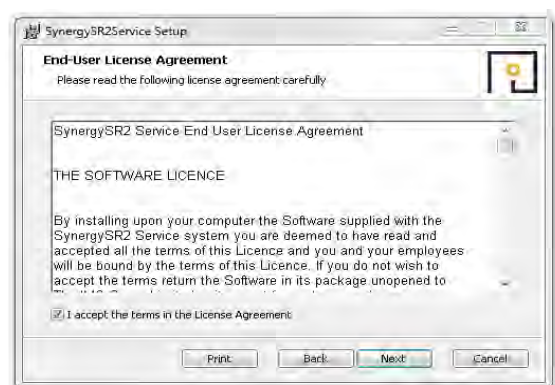 SynergySR2Service Setup
End-User License Agreement
Please read the following license agreement carefully
SynergySR2 Service End User License Agreement
THE SOFTWARE LICENCE
By installing upon your computer the Software supplied with the
SynergySR2 Service system you are deemed to have read and
accepted all the terms of this Licence and you and your employees
will be bound by the terms of this Licence. If you do not wish to
accept the terms return the Software in its package unopened to
I accept the terms in the License Agreement
Print Back Next Cancel